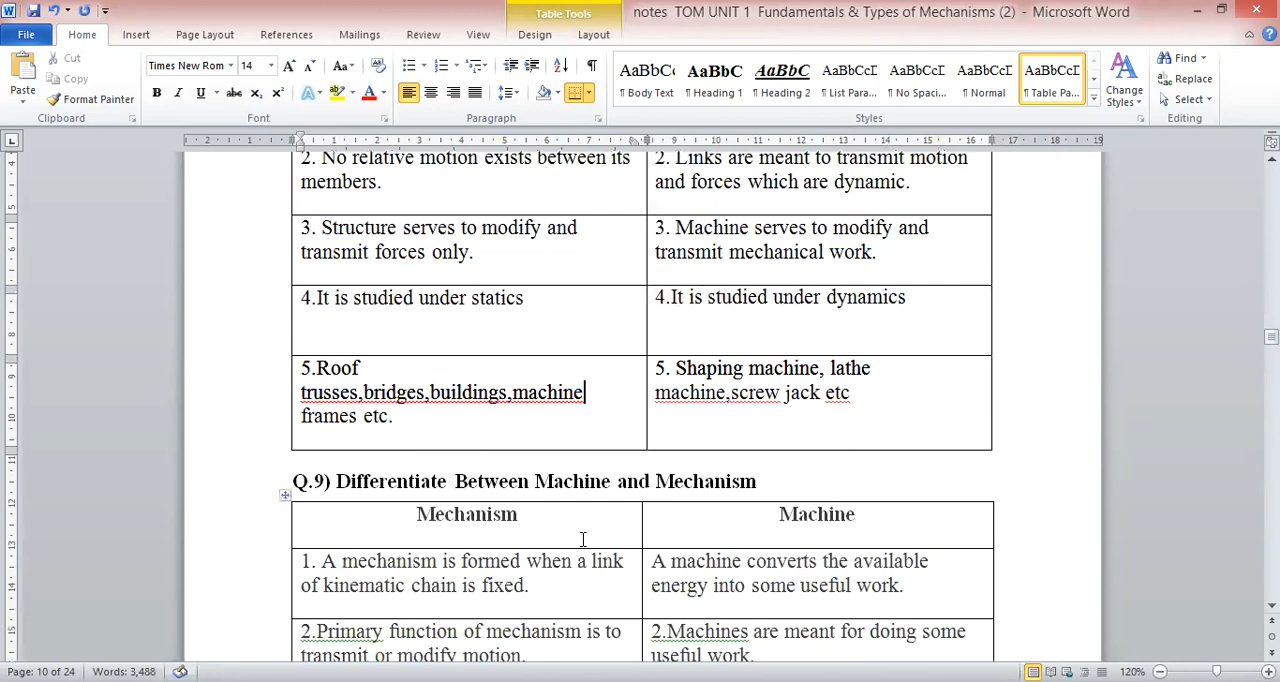 Table Tools
notes TOM UNIT 1 Fundamentals & Types of Mechanisms (2) - Microsoft Word
File Home Insert Page Layout References Mailings Review View Design Layout
Paste
Cut
Copy
Format Painter
Clipboard
Times New Rom 14
Font
Paragraph
AaBbC AaBbC AaBbC AaBbCcI AaBbCcI AaBbCcI AaBbCcI
¶ Body Text ¶ Heading 1 ¶ Heading 2 ¶ List Para... ¶ No Spaci... ¶ Normal ¶ Table Pa...
Change Styles
Styles
Find
Replace
Select
Editing
2. No relative motion exists between its
members.
2. Links are meant to transmit motion
and forces which are dynamic.
3. Structure serves to modify and
transmit forces only.
3. Machine serves to modify and
transmit mechanical work.
4.It is studied under statics
4.It is studied under dynamics
5.Roof
trusses,bridges,buildings,machine
frames etc.
5. Shaping machine, lathe
machine,screw jack etc
Q.9) Differentiate Between Machine and Mechanism
Mechanism
Machine
1. A mechanism is formed when a link
of kinematic chain is fixed.
A machine converts the available
energy into some useful work.
2.Primary function of mechanism is to
transmit or modify motion.
2.Machines are meant for doing some
useful work.
Page: 10 of 24 Words: 3,488 120%